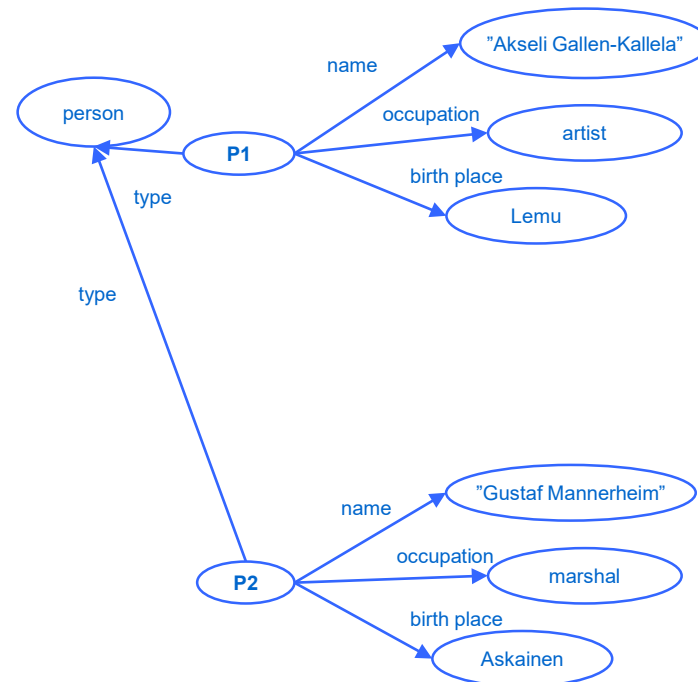 ”Akseli Gallen-Kallela”
name
person
occupation
artist
P1
birth place
type
Lemu
type
”Gustaf Mannerheim”
name
occupation
P2
marshal
birth place
Askainen